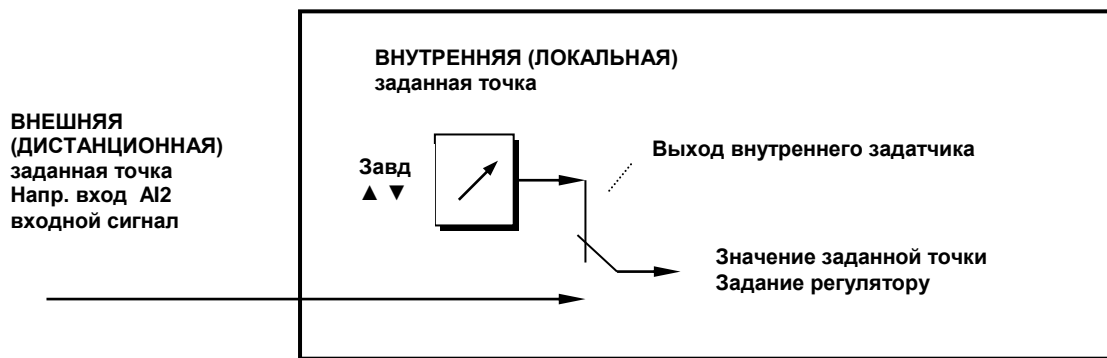 ВНУТРЕННЯЯ (ЛОКАЛЬНАЯ)
заданная точка
ВНЕШНЯЯ
(ДИСТАНЦИОННАЯ)
заданная точка
Напр. вход AI2
входной сигнал
Завд
▲ ▼
Выход внутреннего задатчика
Значение заданной точки
Задание регулятору